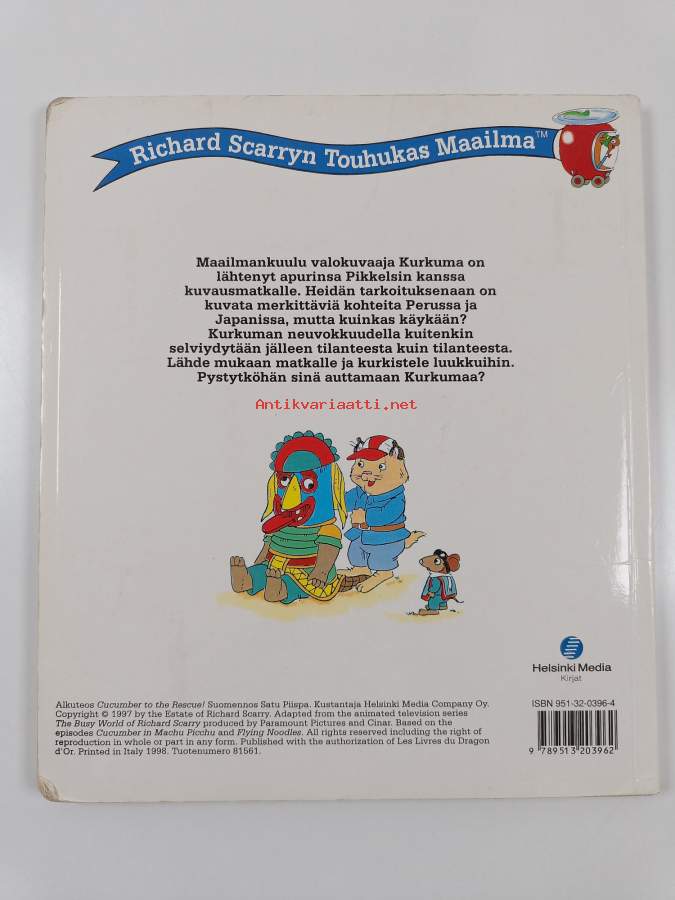 Richard Scarryn Touhukas Maailma™
Maailmankuulu valokuvaaja Kurkuma on
lähtenyt apurinsa Pikkelsin kanssa
kuvausmatkalle. Heidän tarkoituksenaan on
kuvata merkittäviä kohteita Perussa ja
Japanissa, mutta kuinkas käykään?
Kurkuman neuvokkuudella kuitenkin
selviydytään jälleen tilanteesta kuin tilanteesta.
Lähde mukaan matkalle ja kurkistele luukkuihin.
Pystytköhän sinä auttamaan Kurkumaa?
Antikvariaatti.net
Helsinki Media
Kirjat
Alkuteos Cucumber to the Rescue! Suomennos Satu Piispa. Kustantaja Helsinki Media Company Oy.
Copyright © 1997 by the Estate of Richard Scarry. Adapted from the animated television series
The Busy World of Richard Scarry produced by Paramount Pictures and Cinar. Based on the
episodes Cucumber in Machu Picchu and Flying Noodles. All rights reserved including the right of
reproduction in whole or part in any form. Published with the authorization of Les Livres du Dragon
d'Or. Printed in Italy 1998. Tuotenumero 81561.
ISBN 951-32-0396-4
9 789513 203962